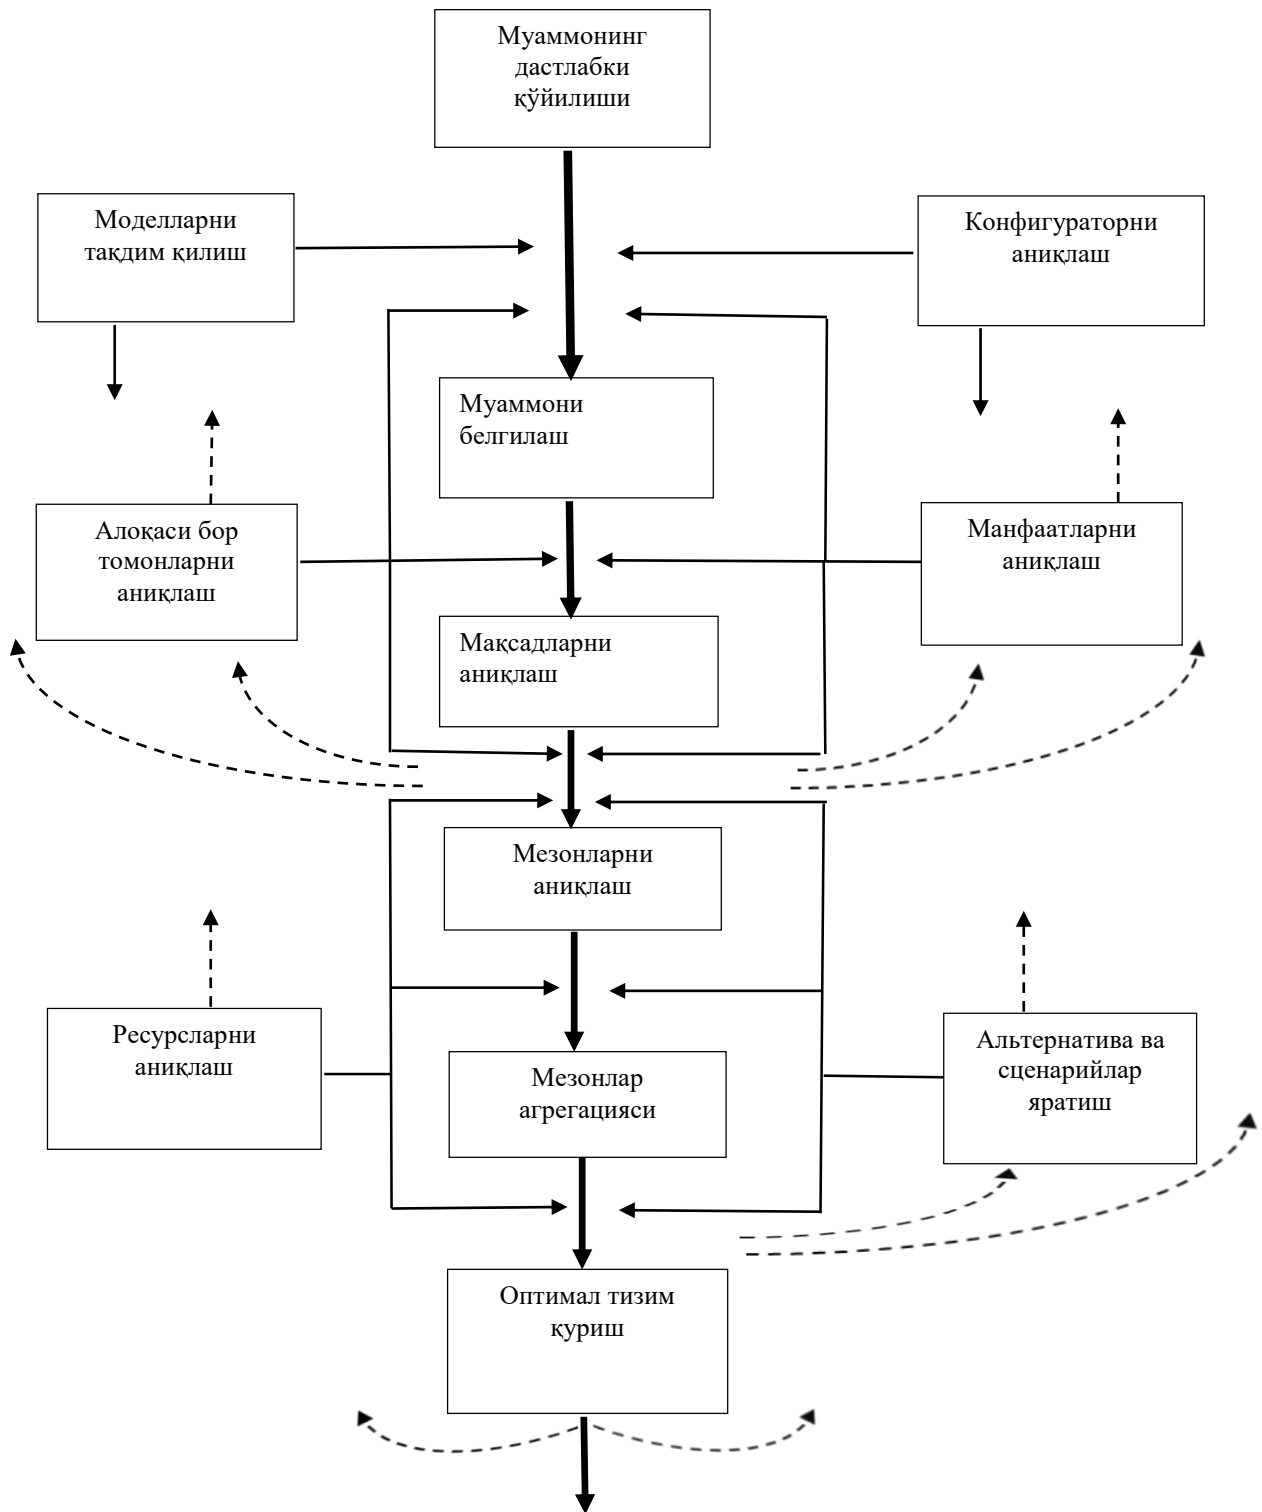 Муаммонинг
дастлабки
қўйилиши
Моделларни
тақдим қилиш
Конфигураторни
аниқлаш
Муаммони
белгилаш
Алоқаси бор
томонларни
аниқлаш
Манфаатларни
аниқлаш
Мақсадларни
аниқлаш
Мезонларни
аниқлаш
Ресурсларни
аниқлаш
Альтернатива ва
сценарийлар
яратиш
Мезонлар
агрегацияси
Оптимал тизим
қуриш